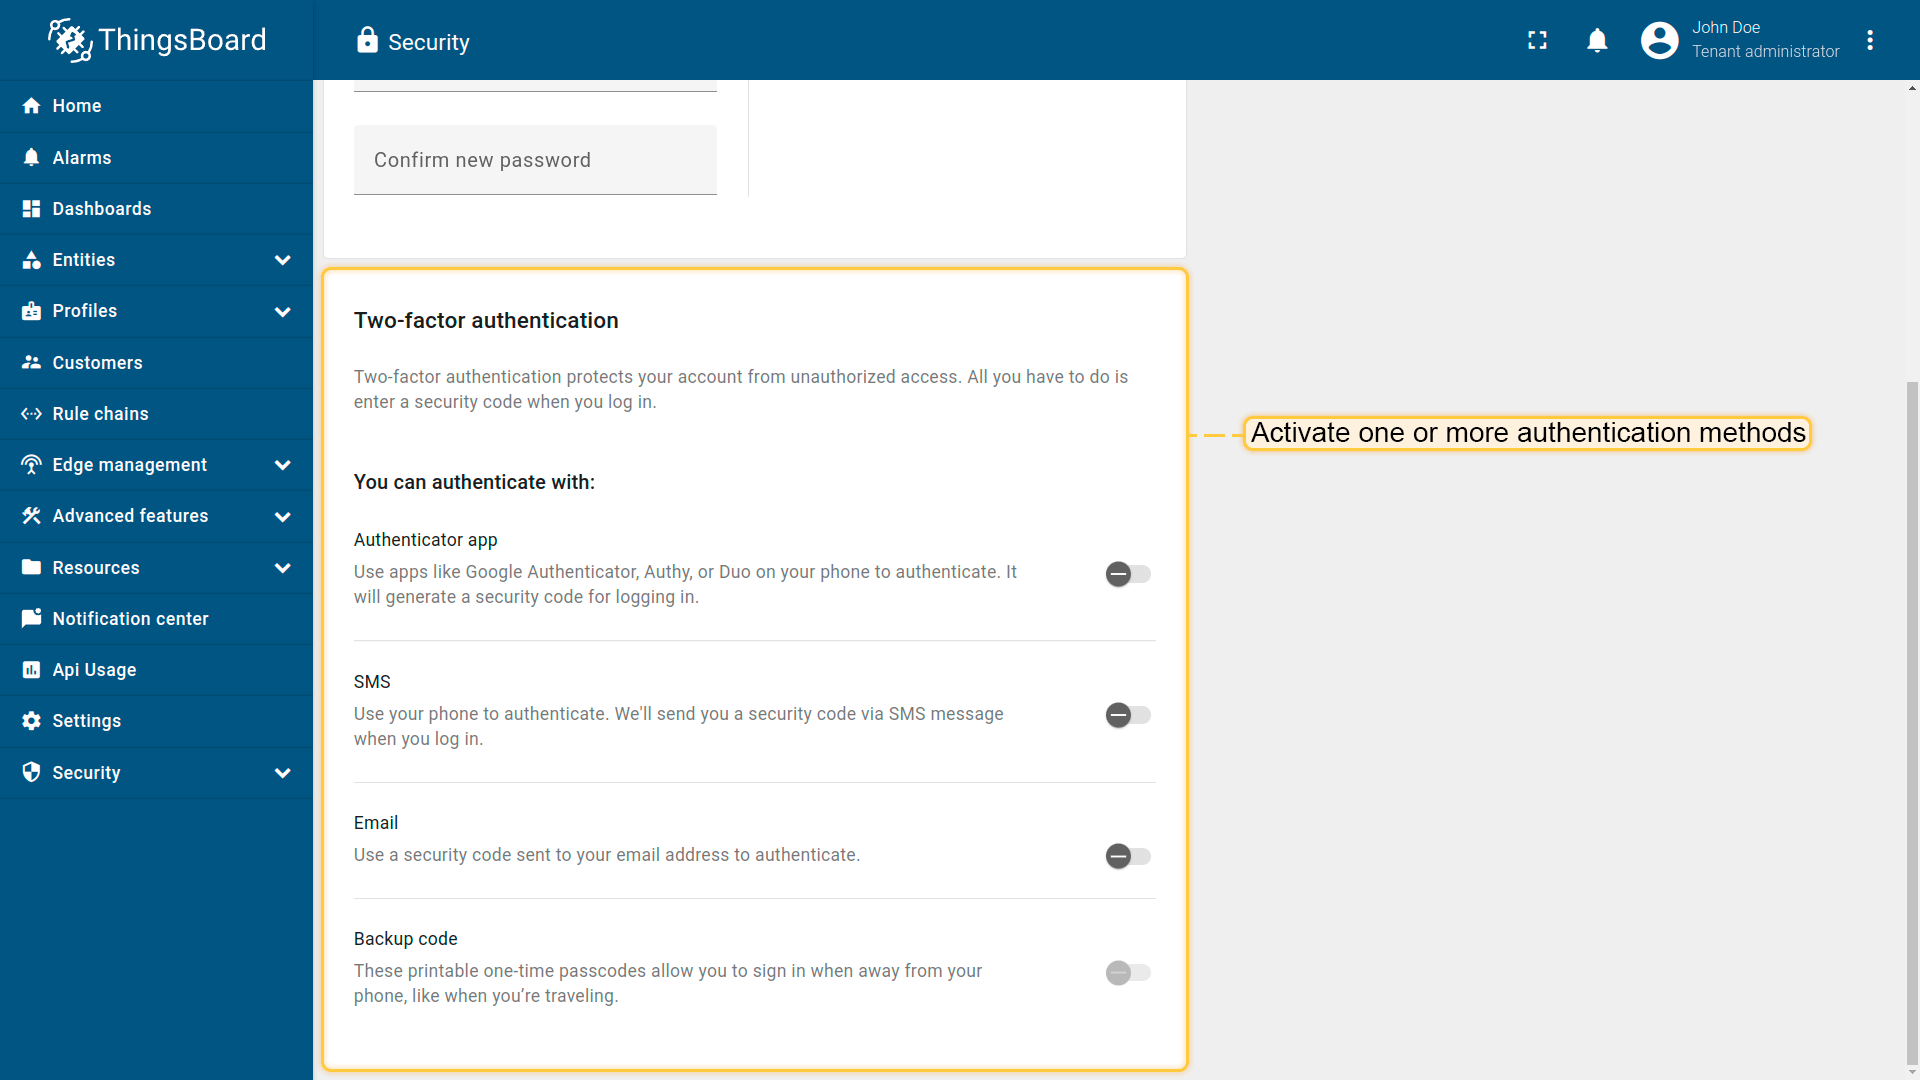 ThingsBoard
Security
John Doe
Tenant administrator
Home
Alarms
Dashboards
Entities
Profiles
Customers
Rule chains
Edge management
Advanced features
Resources
Notification center
Api Usage
Settings
Security
Confirm new password
Two-factor authentication
Two-factor authentication protects your account from unauthorized access. All you have to do is
enter a security code when you log in.
Activate one or more authentication methods
You can authenticate with:
Authenticator app
Use apps like Google Authenticator, Authy, or Duo on your phone to authenticate. It
will generate a security code for logging in.
SMS
Use your phone to authenticate. We'll send you a security code via SMS message
when you log in.
Email
Use a security code sent to your email address to authenticate.
Backup code
These printable one-time passcodes allow you to sign in when away from your
phone, like when you’re traveling.